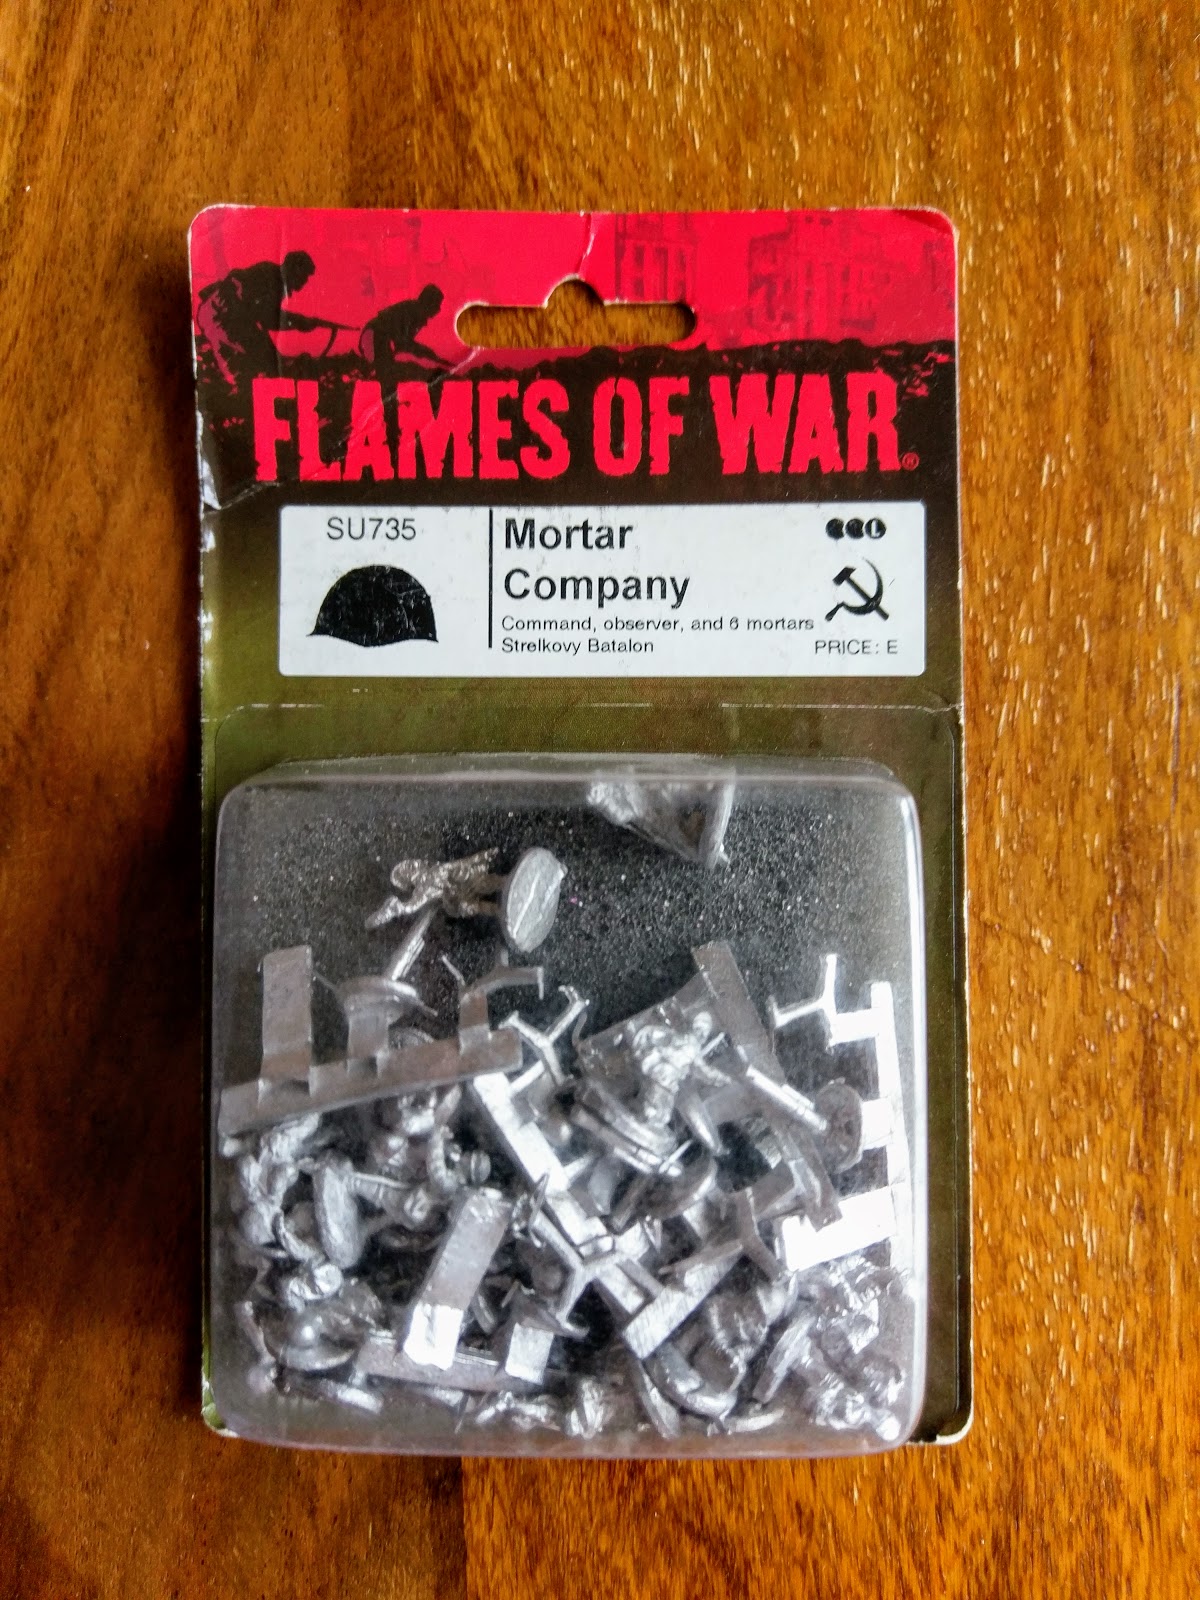 FLAMES OF WAR®
SU735
Mortar
Company
Command, observer, and 6 mortars
Strelkovy Batalon
PRICE: E
L